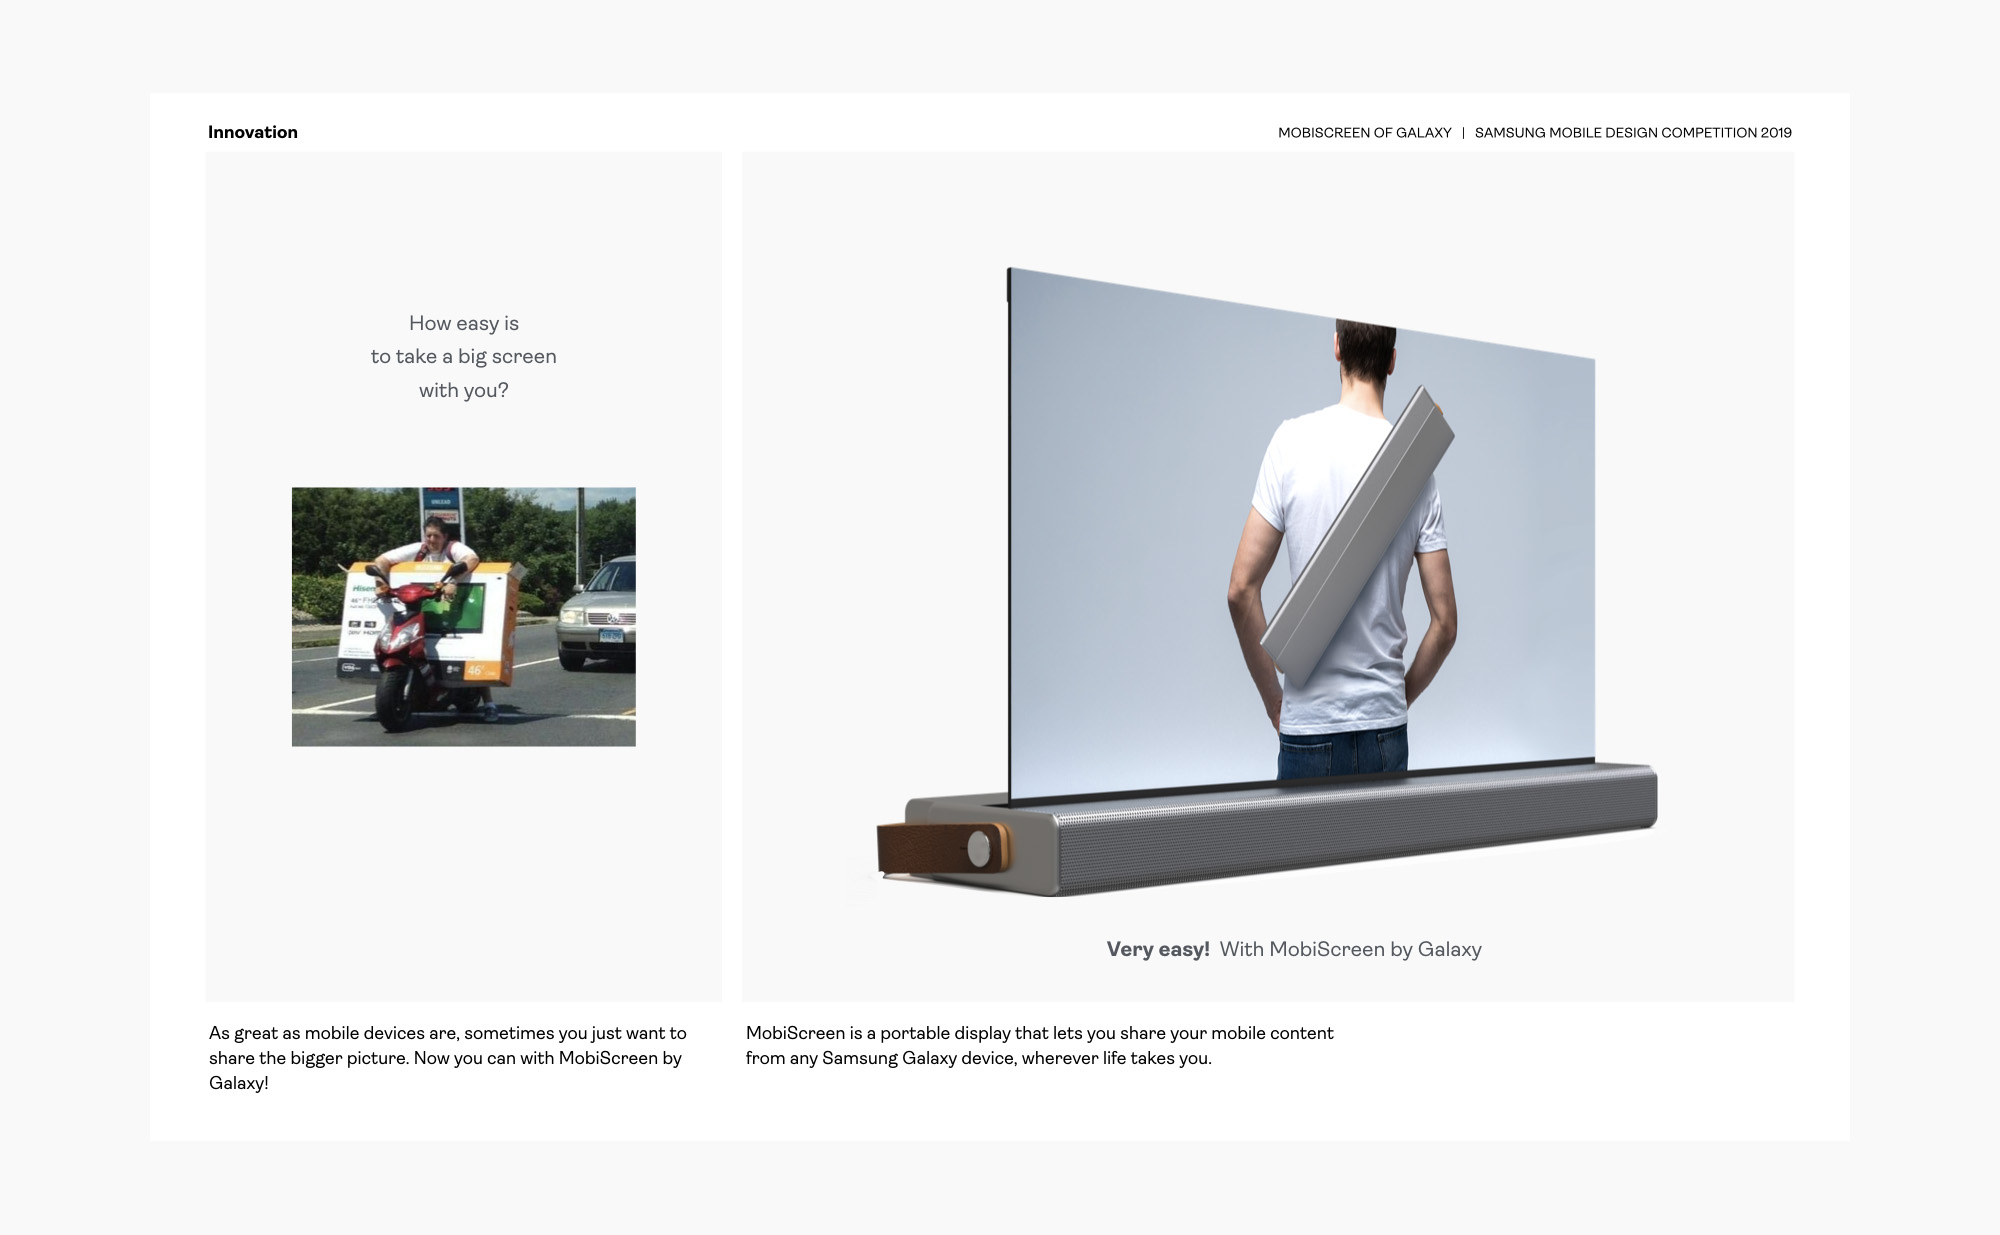 Innovation
MOBISCREEN OF GALAXY | SAMSUNG MOBILE DESIGN COMPETITION 2019
How easy is
to take a big screen
with you?
Hisen
46"
Very easy! With MobiScreen by Galaxy
As great as mobile devices are, sometimes you just want to
share the bigger picture. Now you can with MobiScreen by
Galaxy!
MobiScreen is a portable display that lets you share your mobile content
from any Samsung Galaxy device, wherever life takes you.